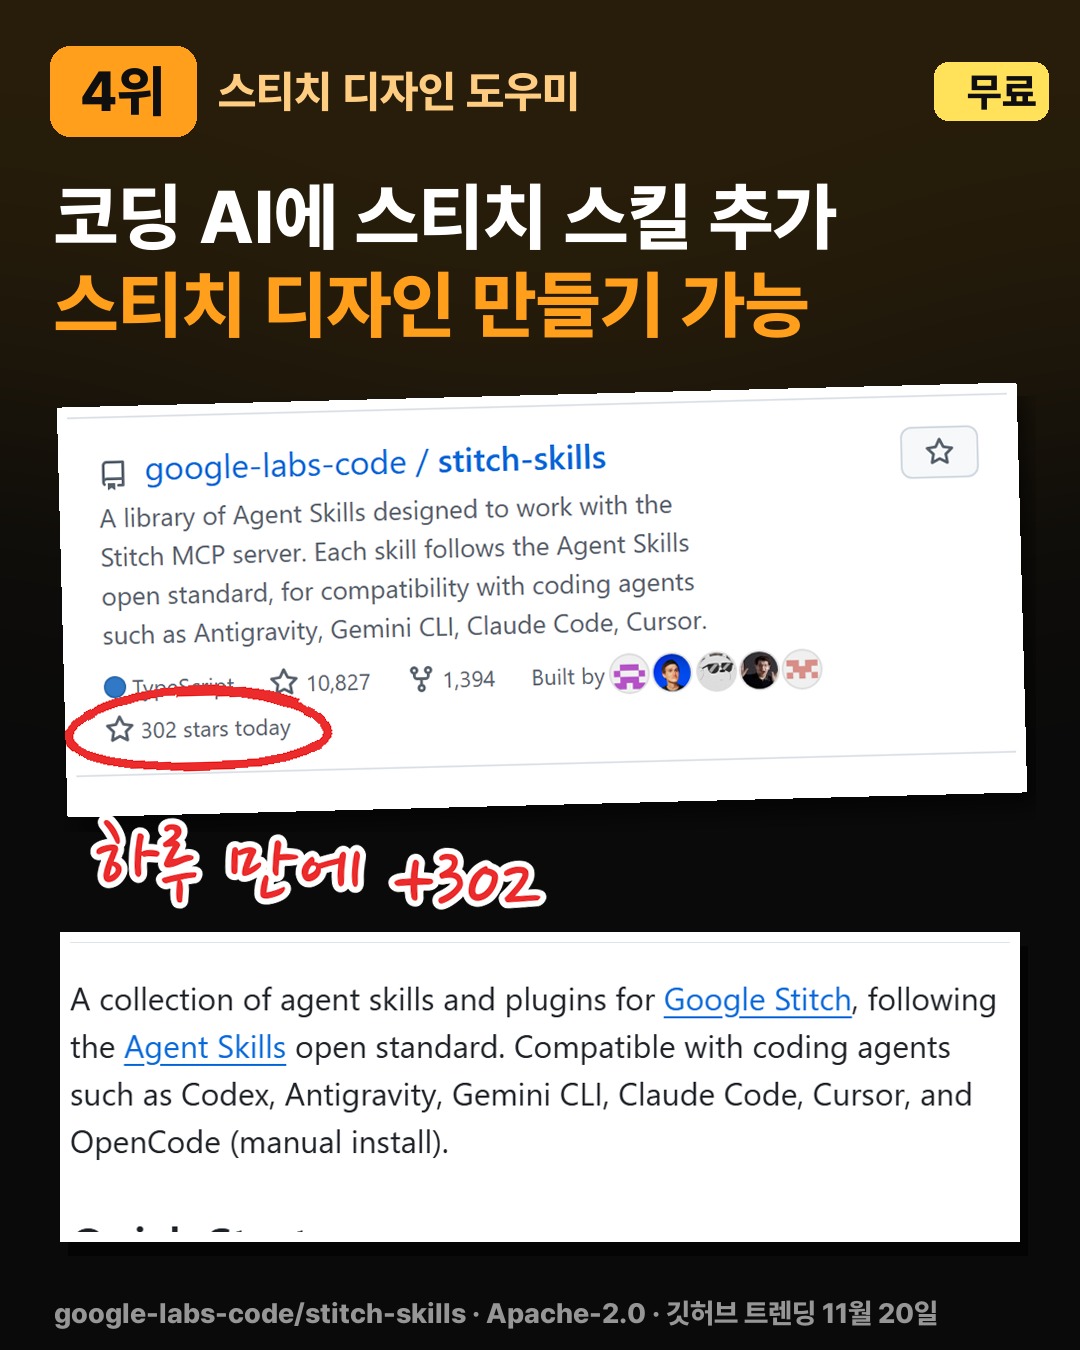 4위
스티치 디자인 도우미
무료
코딩 AI에 스티치 스킬 추가
스티치 디자인 만들기 가능
google-labs-code / stitch-skills
A library of Agent Skills designed to work with the
Stitch MCP server. Each skill follows the Agent Skills
open standard, for compatibility with coding agents
such as Antigravity, Gemini CLI, Claude Code, Cursor.
TypeScript 10,827 1,394 Built by
302 stars today
하루 만에 +302
A collection of agent skills and plugins for Google Stitch, following
the Agent Skills open standard. Compatible with coding agents
such as Codex, Antigravity, Gemini CLI, Claude Code, Cursor, and
OpenCode (manual install).
google-labs-code/stitch-skills · Apache-2.0 · 깃허브 트렌딩 11월 20일